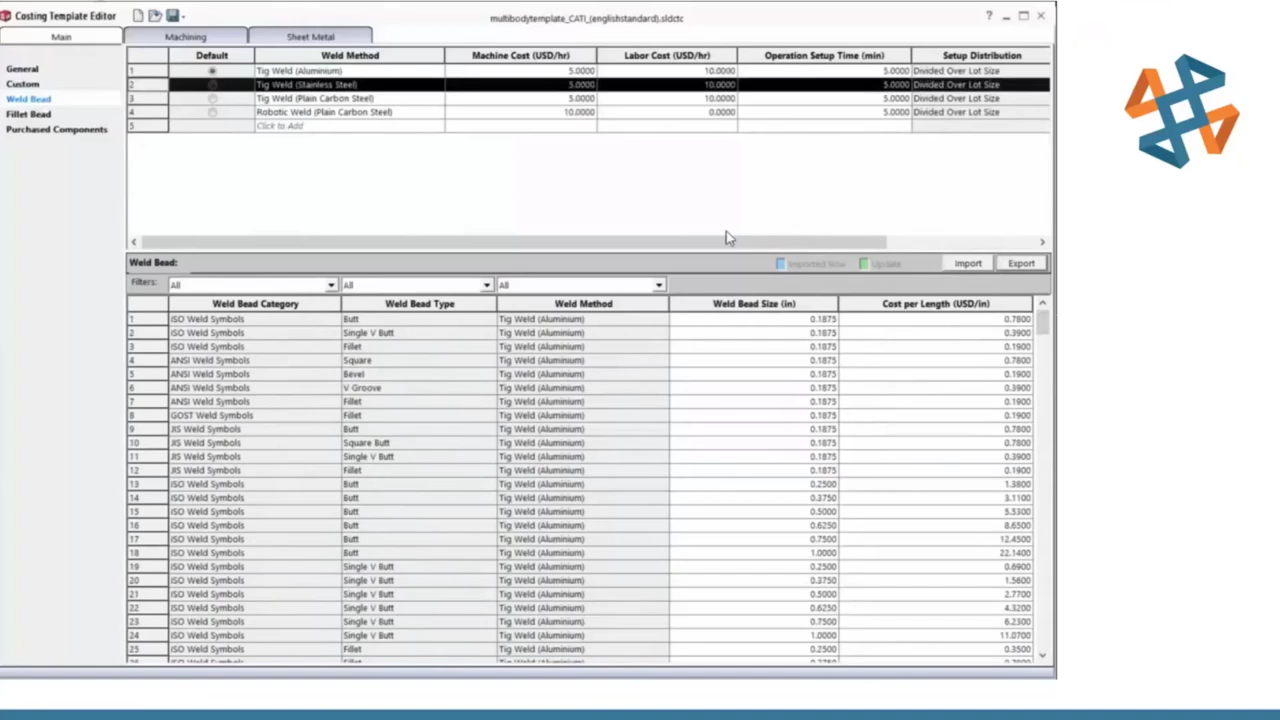 Costing Template Editor
multibodytemplate_CATI_(englishstandard).sldctc
?
Main Machining Sheet Metal
General
Custom
Weld Bead
Fillet Bead
Purchased Components
Default Weld Method Machine Cost (USD/hr) Labor Cost (USD/hr) Operation Setup Time (min) Setup Distribution
1 Tig Weld (Aluminium) 5.0000 10.0000 5.0000 Divided Over Lot Size
2 Tig Weld (Stainless Steel) 5.0000 10.0000 5.0000 Divided Over Lot Size
3 Tig Weld (Plain Carbon Steel) 5.0000 10.0000 5.0000 Divided Over Lot Size
4 Robotic Weld (Plain Carbon Steel) 10.0000 0.0000 5.0000 Divided Over Lot Size
5 Click to Add
Weld Bead: Imported New Update Import Export
Filters: All All All
Weld Bead Category Weld Bead Type Weld Method Weld Bead Size (in) Cost per Length (USD/in)
1 ISO Weld Symbols Butt Tig Weld (Aluminium) 0.1875 0.7800
2 ISO Weld Symbols Single V Butt Tig Weld (Aluminium) 0.1875 0.3900
3 ISO Weld Symbols Fillet Tig Weld (Aluminium) 0.1875 0.1900
4 ANSI Weld Symbols Square Tig Weld (Aluminium) 0.1875 0.7800
5 ANSI Weld Symbols Bevel Tig Weld (Aluminium) 0.1875 0.1900
6 ANSI Weld Symbols V Groove Tig Weld (Aluminium) 0.1875 0.3900
7 ANSI Weld Symbols Fillet Tig Weld (Aluminium) 0.1875 0.1900
8 GOST Weld Symbols Fillet Tig Weld (Aluminium) 0.1875 0.1900
9 JIS Weld Symbols Butt Tig Weld (Aluminium) 0.1875 0.7800
10 JIS Weld Symbols Square Butt Tig Weld (Aluminium) 0.1875 0.7800
11 JIS Weld Symbols Single V Butt Tig Weld (Aluminium) 0.1875 0.3900
12 JIS Weld Symbols Fillet Tig Weld (Aluminium) 0.1875 0.1900
13 ISO Weld Symbols Butt Tig Weld (Aluminium) 0.2500 1.3800
14 ISO Weld Symbols Butt Tig Weld (Aluminium) 0.3750 3.1100
15 ISO Weld Symbols Butt Tig Weld (Aluminium) 0.5000 5.5300
16 ISO Weld Symbols Butt Tig Weld (Aluminium) 0.6250 8.6500
17 ISO Weld Symbols Butt Tig Weld (Aluminium) 0.7500 12.4500
18 ISO Weld Symbols Butt Tig Weld (Aluminium) 1.0000 22.1400
19 ISO Weld Symbols Single V Butt Tig Weld (Aluminium) 0.2500 0.6900
20 ISO Weld Symbols Single V Butt Tig Weld (Aluminium) 0.3750 1.5600
21 ISO Weld Symbols Single V Butt Tig Weld (Aluminium) 0.5000 2.7700
22 ISO Weld Symbols Single V Butt Tig Weld (Aluminium) 0.6250 4.3200
23 ISO Weld Symbols Single V Butt Tig Weld (Aluminium) 0.7500 6.2300
24 ISO Weld Symbols Single V Butt Tig Weld (Aluminium) 1.0000 11.0700
25 ISO Weld Symbols Fillet Tig Weld (Aluminium) 0.2500 0.3500